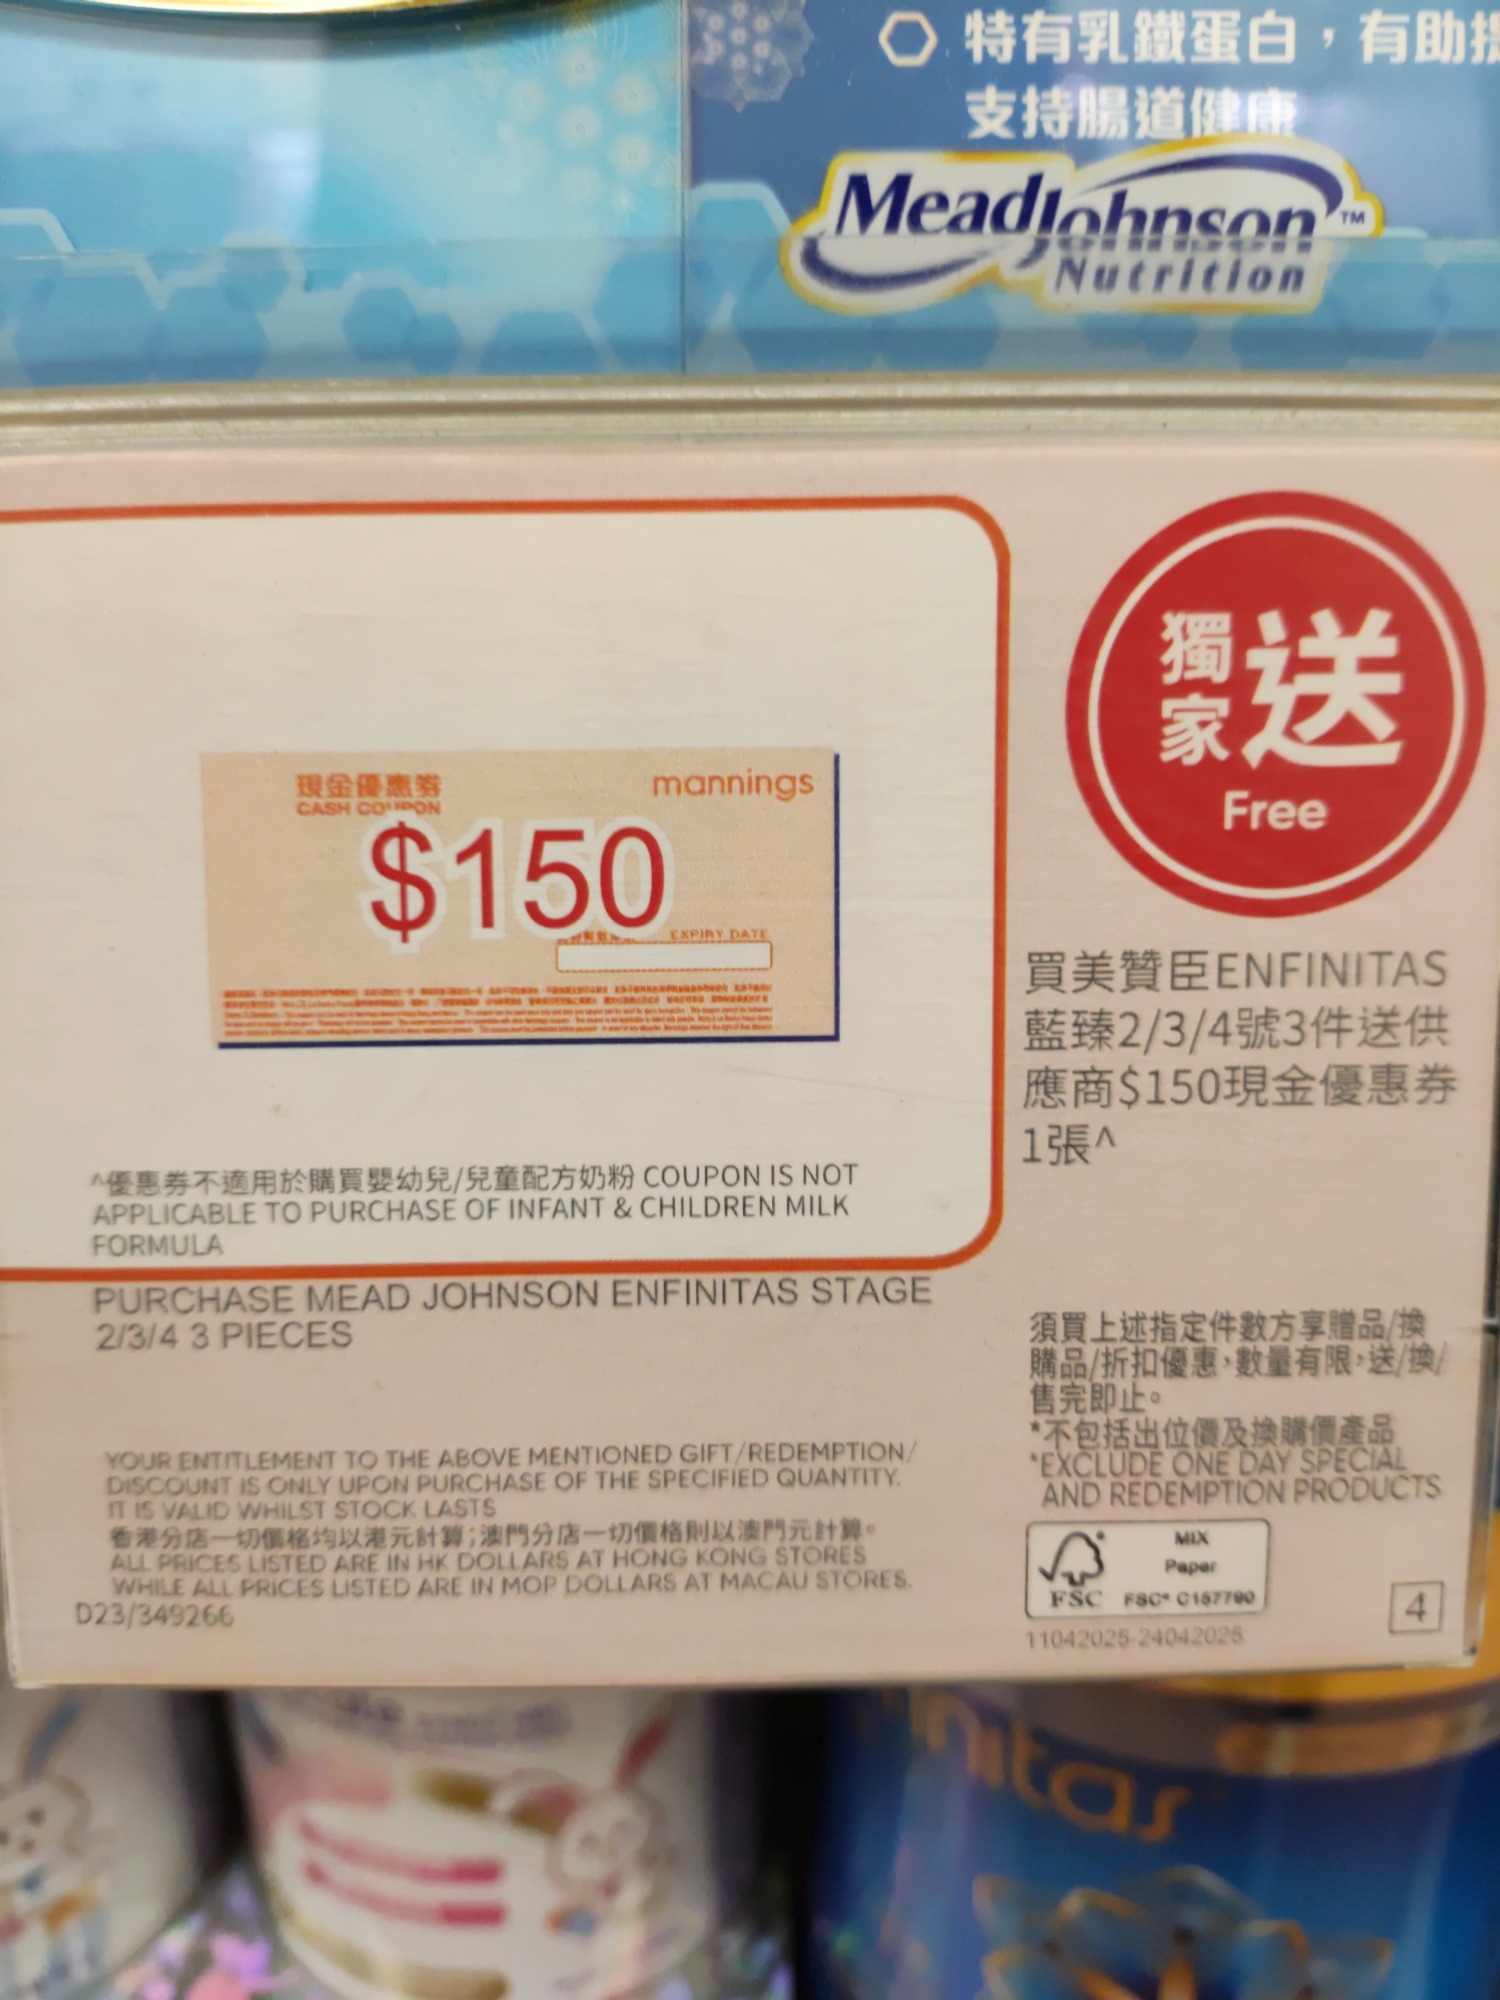 特有乳鐵蛋白，有助提
支持腸道健康
MeadJohnson™
Nutrition
現金優惠券
CASH COUPON
mannings
$150
EXPIRY DATE
^優惠券不適用於購買嬰幼兒/兒童配方奶粉 COUPON IS NOT
APPLICABLE TO PURCHASE OF INFANT & CHILDREN MILK
FORMULA
PURCHASE MEAD JOHNSON ENFINITAS STAGE
2/3/4 3 PIECES
YOUR ENTITLEMENT TO THE ABOVE MENTIONED GIFT/REDEMPTION/
DISCOUNT IS ONLY UPON PURCHASE OF THE SPECIFIED QUANTITY.
IT IS VALID WHILST STOCK LASTS
香港分店一切價格均以港元計算；澳門分店一切價格則以澳門元計算。
ALL PRICES LISTED ARE IN HK DOLLARS AT HONG KONG STORES
WHILE ALL PRICES LISTED ARE IN MOP DOLLARS AT MACAU STORES.
D23/349266
獨家送
Free
買美贊臣ENFINITAS
藍臻2/3/4號3件送供
應商$150現金優惠券
1張^
須買上述指定件數方享贈品/換
購品/折扣優惠，數量有限，送/換/
售完即止。
*不包括出位價及換購價產品
*EXCLUDE ONE DAY SPECIAL
AND REDEMPTION PRODUCTS
MIX
Paper
FSC FSC® C157790
4
11042025-24042025
nitas